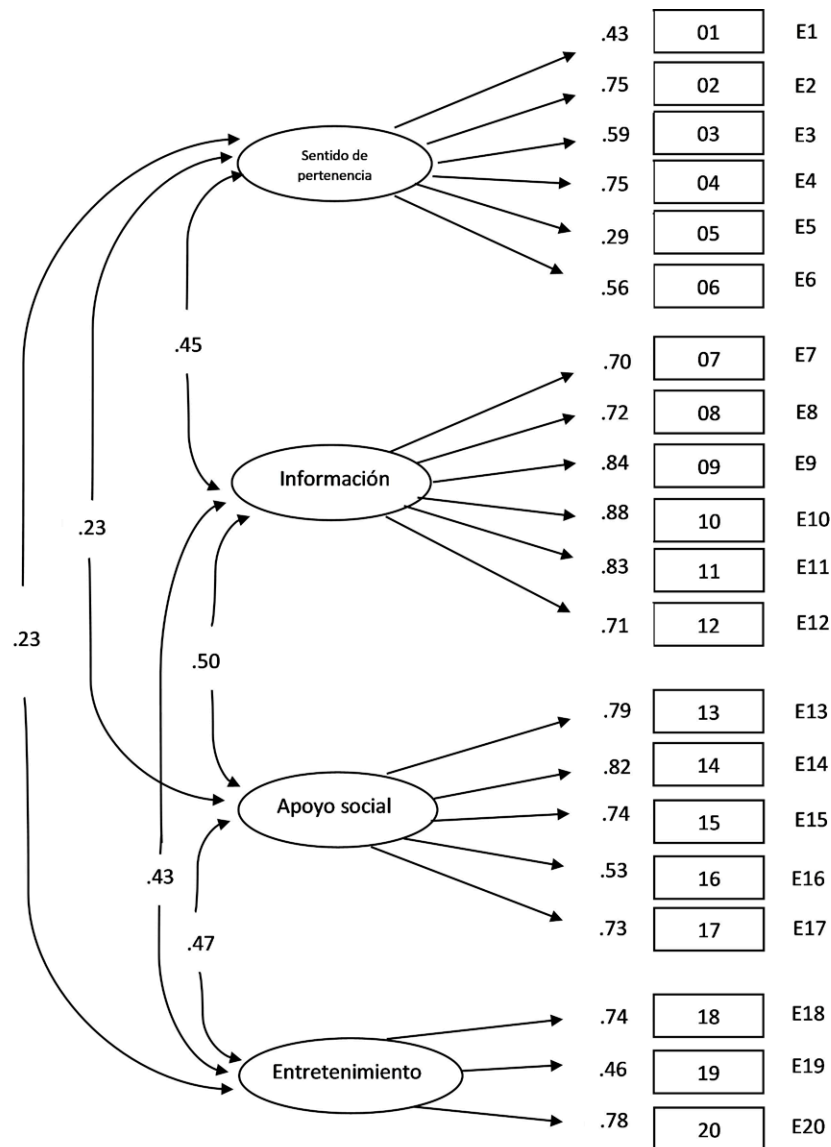 .43 01 E1
.75 02 E2
Sentido de
pertenencia
.59 03 E3
.75 04 E4
.29 05 E5
.56 06 E6
.45
.70 07 E7
.72 08 E8
Información
.84 09 E9
.88 10 E10
.23
.83 11 E11
.71 12 E12
.23
.50
.79 13 E13
.82 14 E14
Apoyo social
.74 15 E15
.53 16 E16
.43
.73 17 E17
.47
.74 18 E18
Entretenimiento
.46 19 E19
.78 20 E20